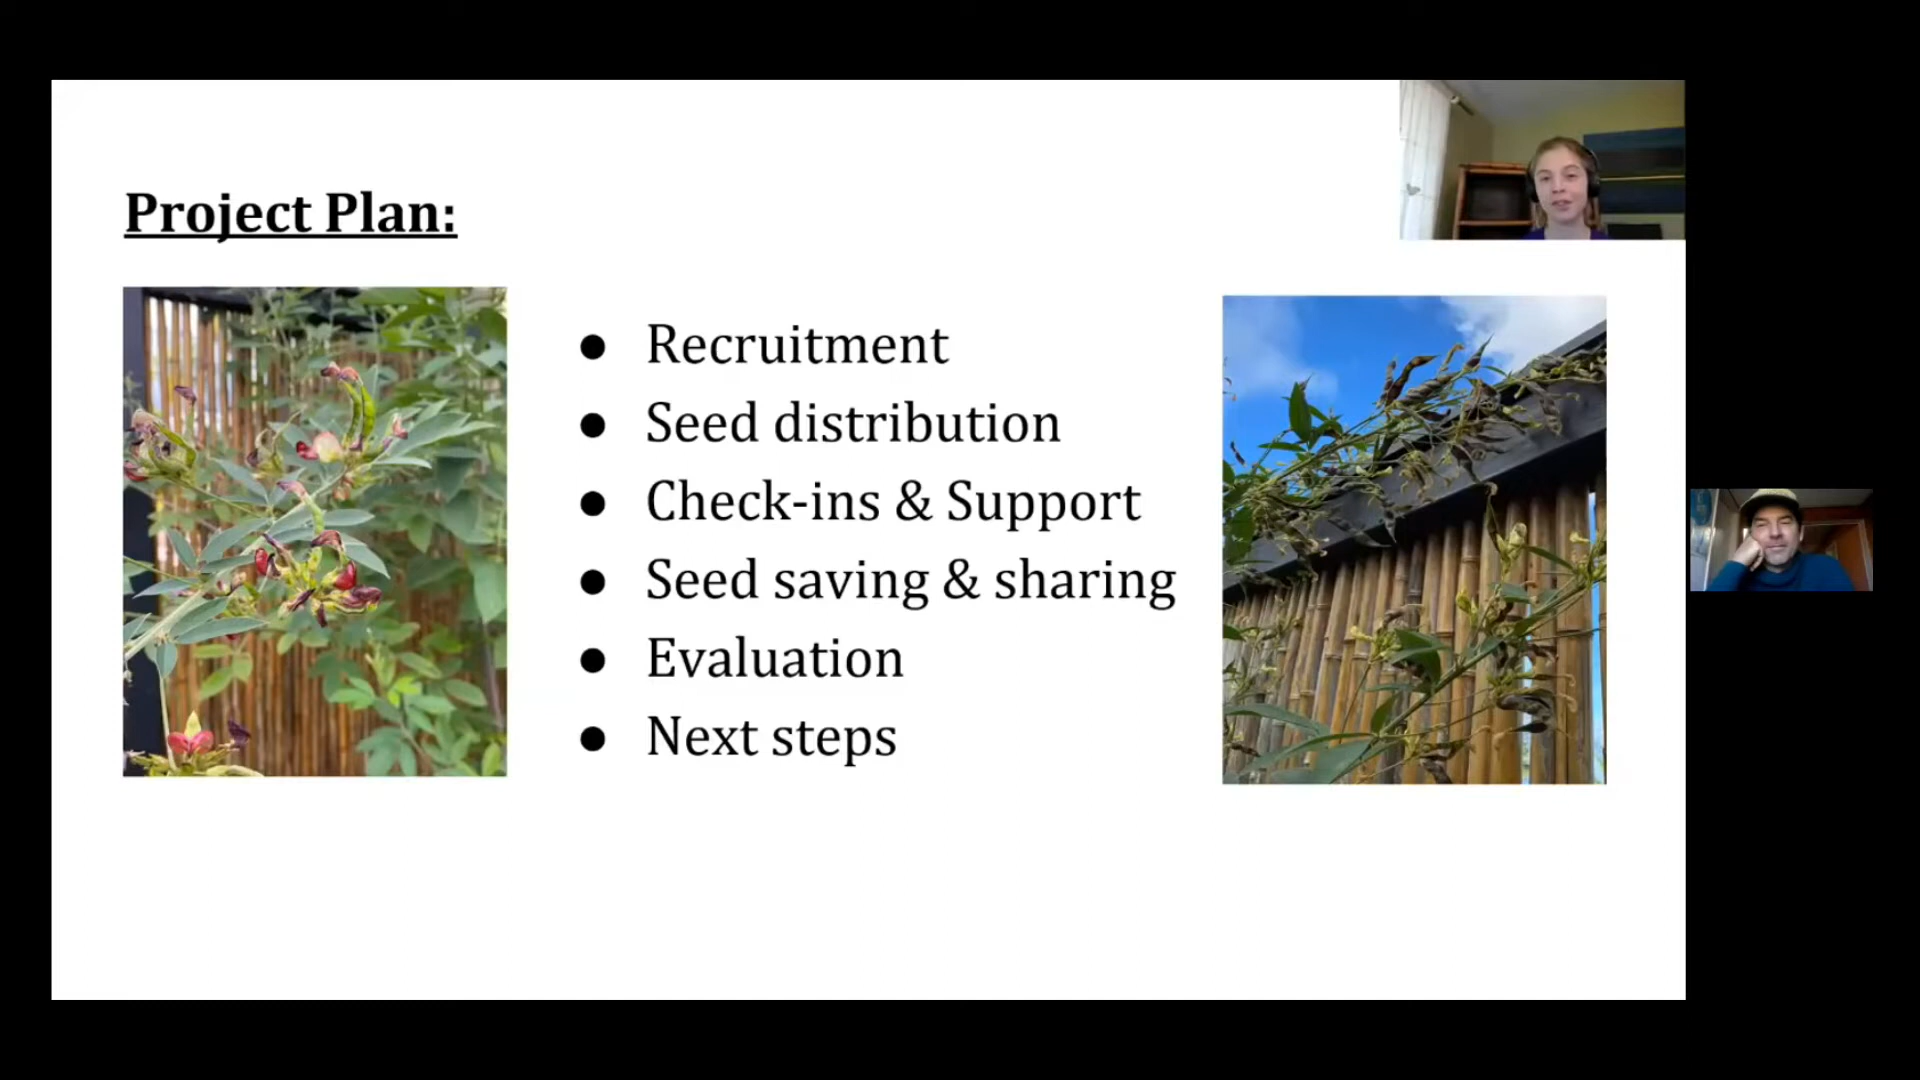 Project Plan:
● Recruitment
● Seed distribution
● Check-ins & Support
● Seed saving & sharing
● Evaluation
● Next steps